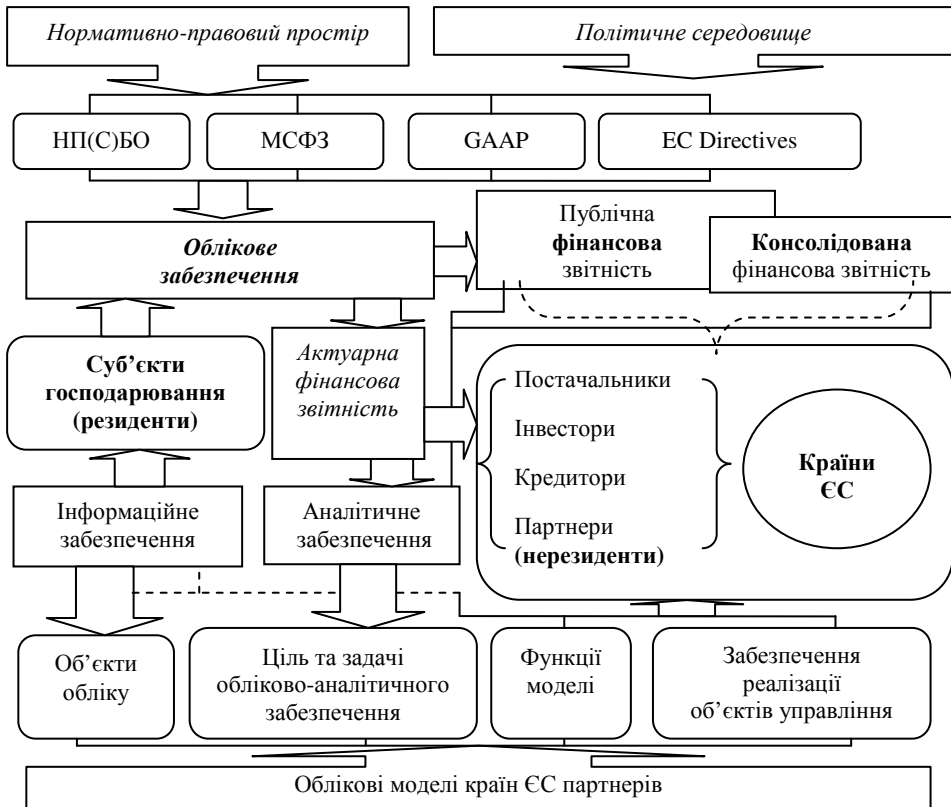 Нормативно-правовий простір
Політичне середовище
НП(С)БО
МСФЗ
GAAP
EC Directives
Облікове
забезпечення
Публічна
фінансова
звітність
Консолідована
фінансова звітність
Суб’єкти
господарювання
(резиденти)
Актуарна
фінансова
звітність
Постачальники
Інвестори
Кредитори
Партнери
(нерезиденти)
Країни
ЄС
Інформаційне
забезпечення
Аналітичне
забезпечення
Об’єкти
обліку
Ціль та задачі
обліково-аналітичного
забезпечення
Функції
моделі
Забезпечення
реалізації
об’єктів управління
Облікові моделі країн ЄС партнерів